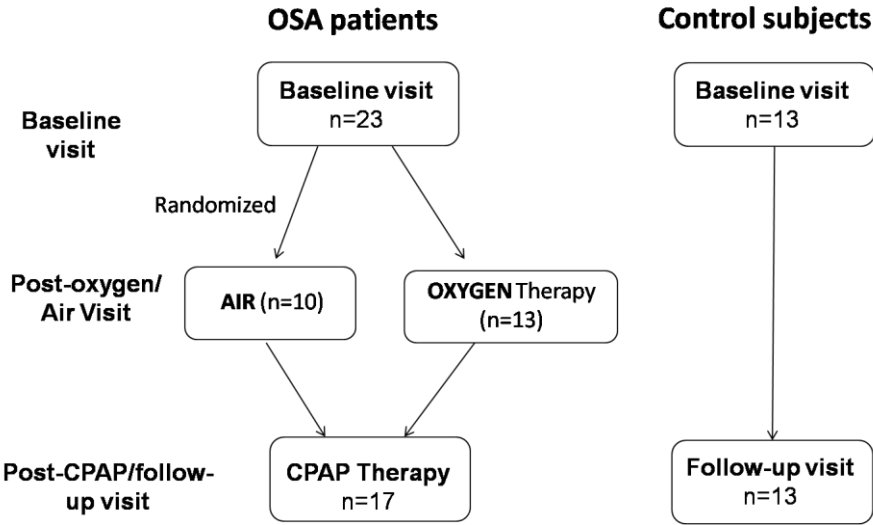 OSA patients
Control subjects
Baseline
visit
Baseline visit
n=23
Baseline visit
n=13
Randomized
Post-oxygen/
Air Visit
AIR (n=10)
OXYGEN Therapy
(n=13)
Post-CPAP/follow-
up visit
CPAP Therapy
n=17
Follow-up visit
n=13